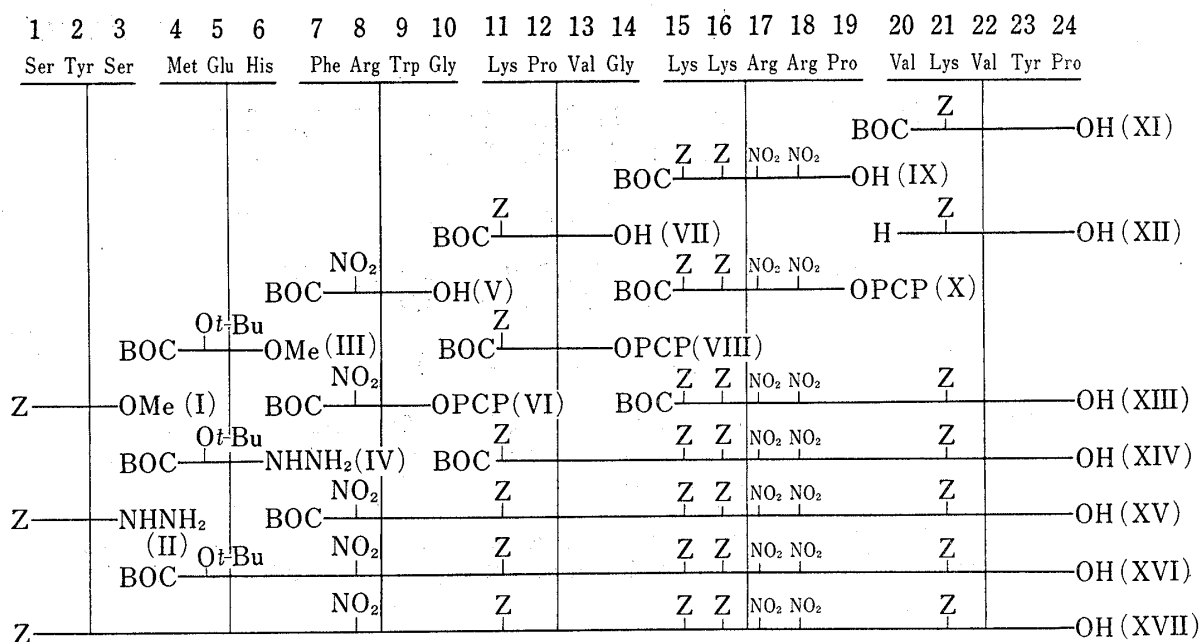 1 2 3 4 5 6 7 8 9 10 11 12 13 14 15 16 17 18 19 20 21 22 23 24
Ser Tyr Ser Met Glu His Phe Arg Trp Gly Lys Pro Val Gly Lys Lys Arg Arg Pro Val Lys Val Tyr Pro
Z
BOC OH (XI)
Z Z NO₂ NO₂
BOC OH (IX)
Z Z
BOC OH (VII) H OH (XII)
NO₂ Z Z NO₂ NO₂
BOC OH (V) BOC OPCP (X)
Ot-Bu Z
BOC OMe (III) BOC OPCP (VIII)
NO₂ Z Z NO₂ NO₂ Z
Z OMe (I) BOC OPCP (VI) BOC OH (XIII)
Ot-Bu Z Z Z NO₂ NO₂ Z
BOC NHNH₂ (IV) BOC OH (XIV)
NO₂ Z Z Z NO₂ NO₂ Z
Z NHNH₂ BOC OH (XV)
(II) Ot-Bu NO₂ Z Z Z NO₂ NO₂ Z
BOC OH (XVI)
NO₂ Z Z Z NO₂ NO₂ Z
Z OH (XVII)